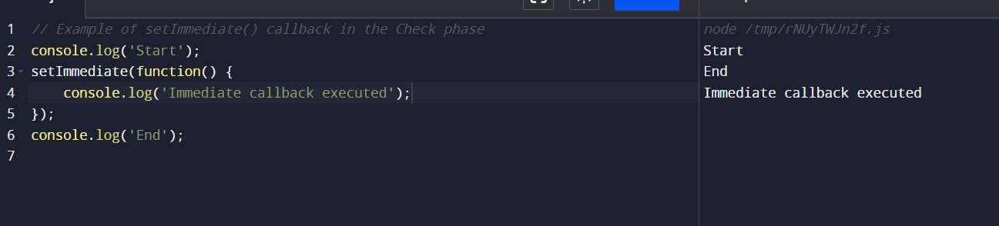 1 // Example of setImmediate() callback in the Check phase
2 console.log('Start');
3 setImmediate(function() {
4     console.log('Immediate callback executed');
5 });
6 console.log('End');
7
node /tmp/rNUyTWJn2f.js
Start
End
Immediate callback executed